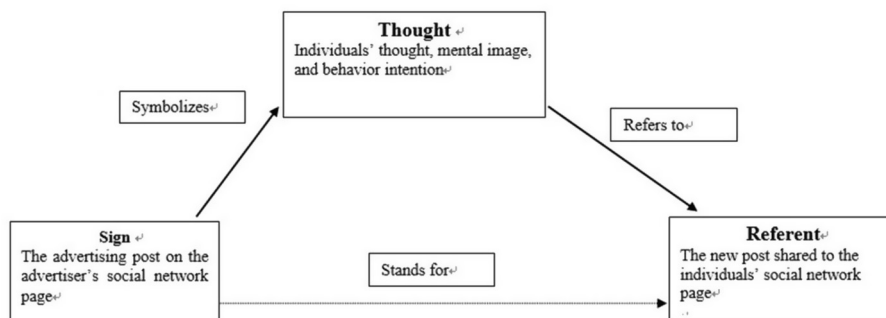 Thought
Individuals' thought, mental image,
and behavior intention
Symbolizes
Refers to
Sign
The advertising post on the
advertiser's social network
page
Stands for
Referent
The new post shared to the
individuals' social network
page